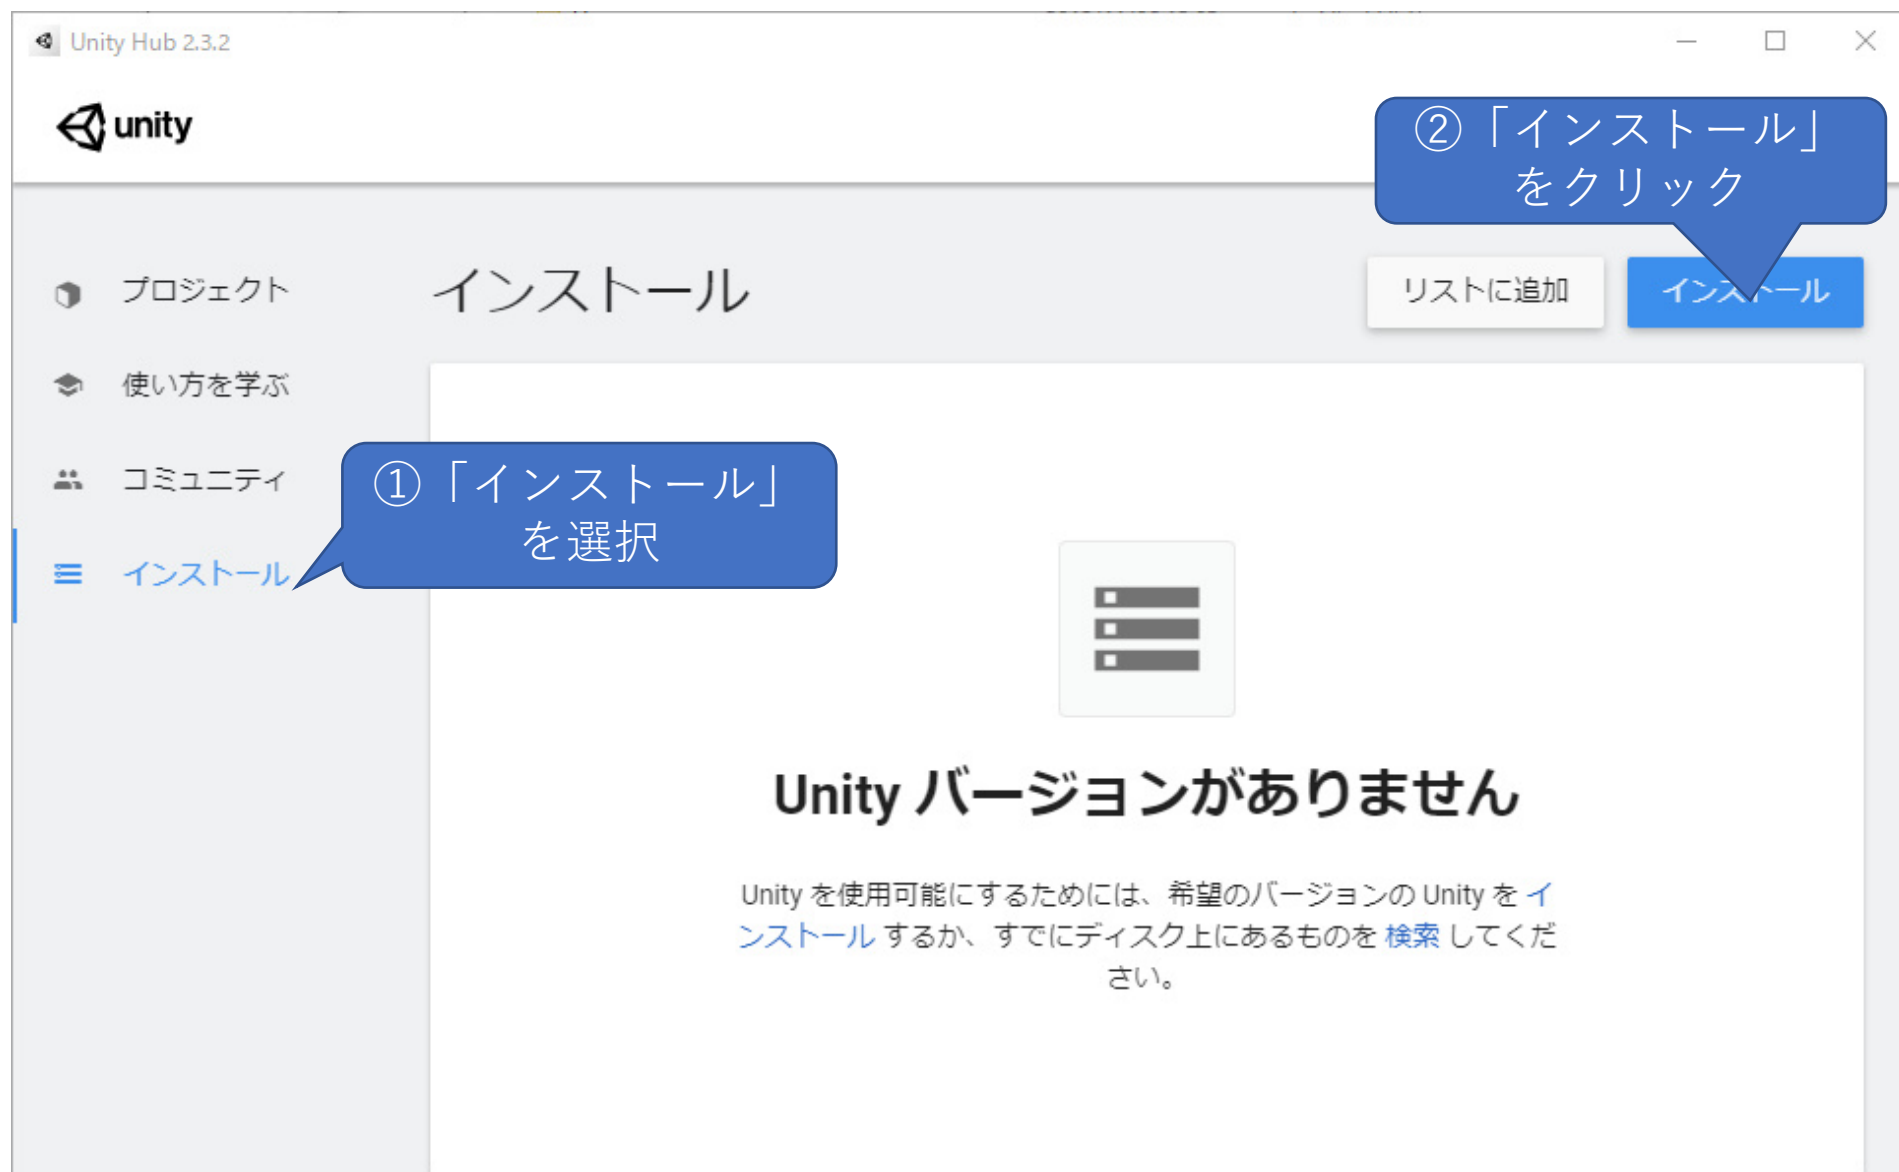 Unity Hub 2.3.2
unity
②「インストール」
をクリック
プロジェクト
インストール
リストに追加
インストール
使い方を学ぶ
コミュニティ
①「インストール」
を選択
インストール
Unity バージョンがありません
Unity を使用可能にするためには、希望のバージョンの Unity を イ
ンストール するか、すでにディスク上にあるものを 検索 してくだ
さい。